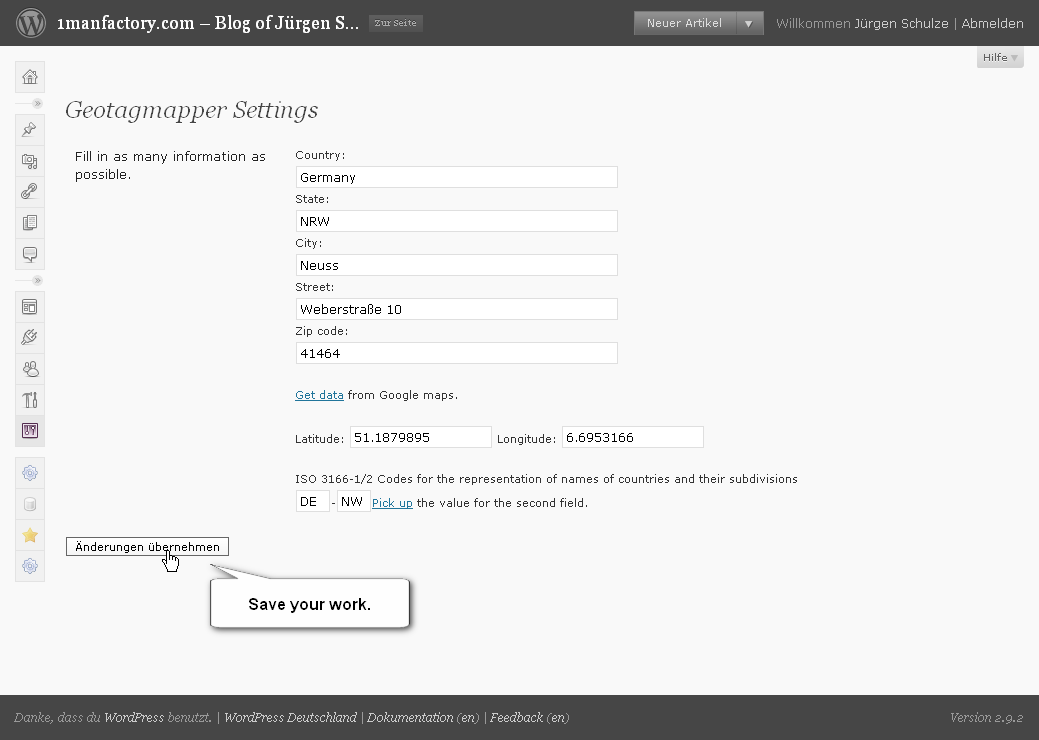 1manfactory.com – Blog of Jürgen S... Zur Seite Neuer Artikel Willkommen Jürgen Schulze | Abmelden
Hilfe
Geotagmapper Settings
Fill in as many information as
possible.
Country:
Germany
State:
NRW
City:
Neuss
Street:
Weberstraße 10
Zip code:
41464
Get data from Google maps.
Latitude: 51.1879895 Longitude: 6.6953166
ISO 3166-1/2 Codes for the representation of names of countries and their subdivisions
DE - NW Pick up the value for the second field.
Änderungen übernehmen
Save your work.
Danke, dass du WordPress benutzt. | WordPress Deutschland | Dokumentation (en) | Feedback (en) Version 2.9.2